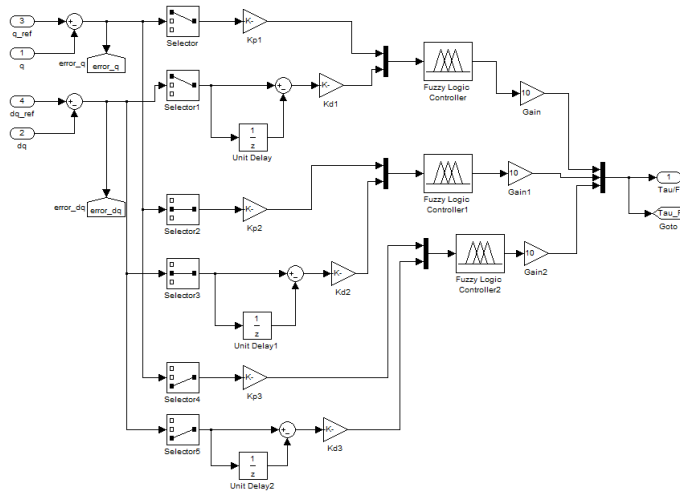 3
q_ref
1
q
error_q
error_q
4
dq_ref
2
dq
error_dq
error_dq
Selector
K-
Kp1
Selector1
1
z
Unit Delay
K-
Kd1
Fuzzy Logic
Controller
10
Gain
Selector2
K-
Kp2
Selector3
1
z
Unit Delay1
K-
Kd2
Fuzzy Logic
Controller1
10
Gain1
Selector4
K-
Kp3
Selector5
1
z
Unit Delay2
K-
Kd3
Fuzzy Logic
Controller2
10
Gain2
1
Tau/F
Goto